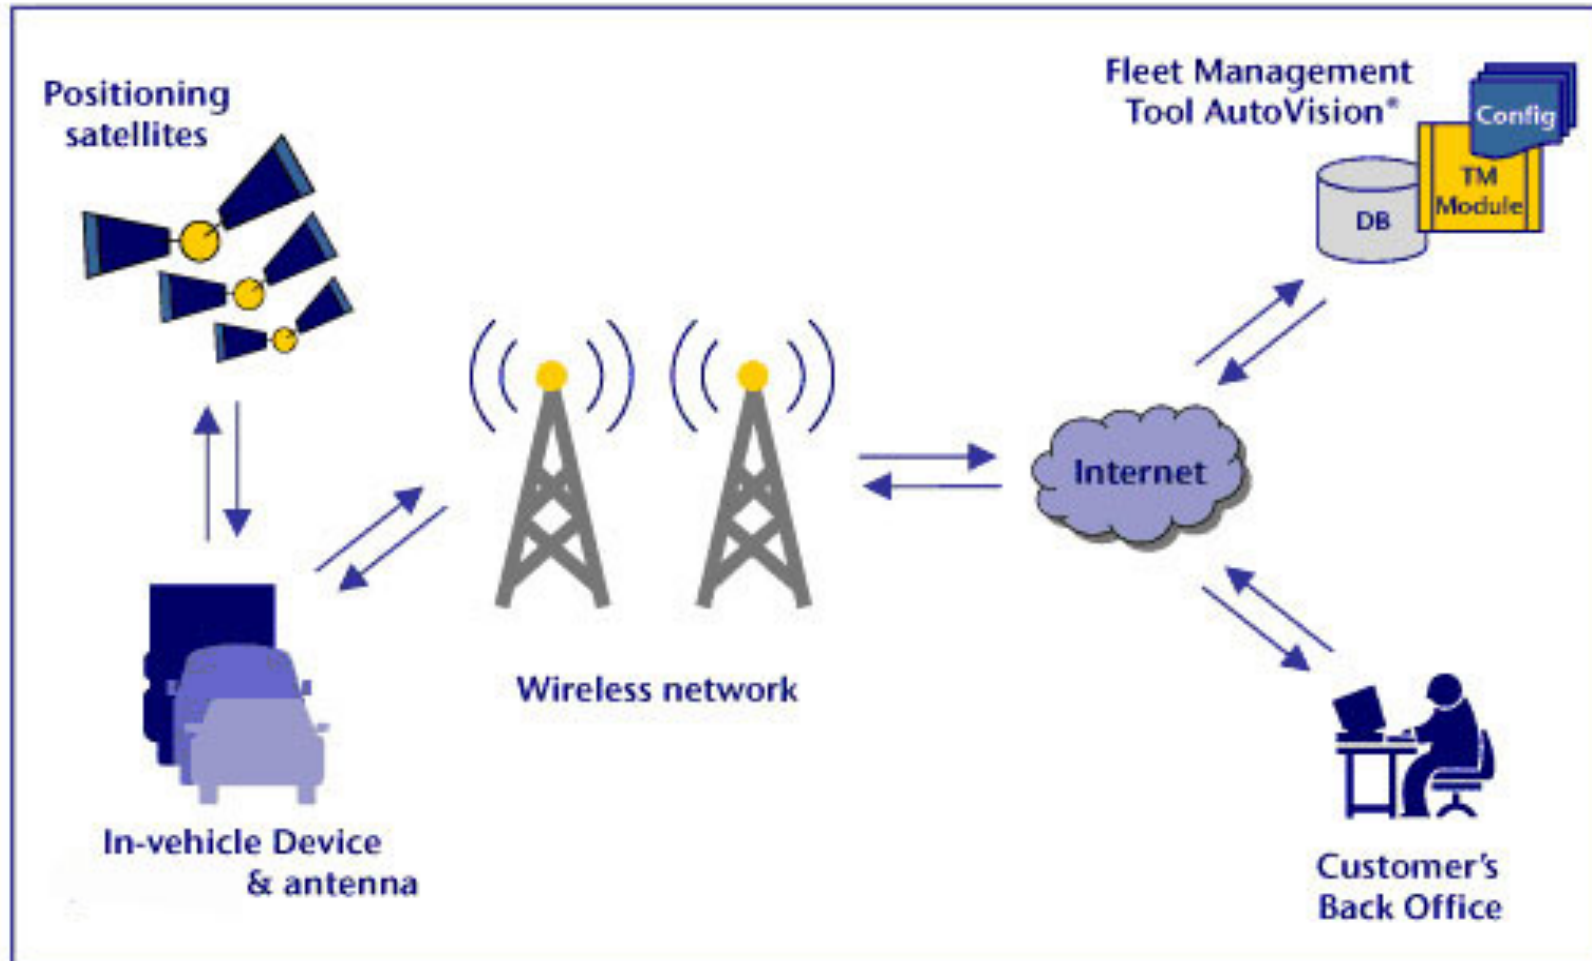 Positioning
satellites
Fleet Management
Tool AutoVision®
Config
TM
Module
DB
Internet
Wireless network
In-vehicle Device
& antenna
Customer's
Back Office